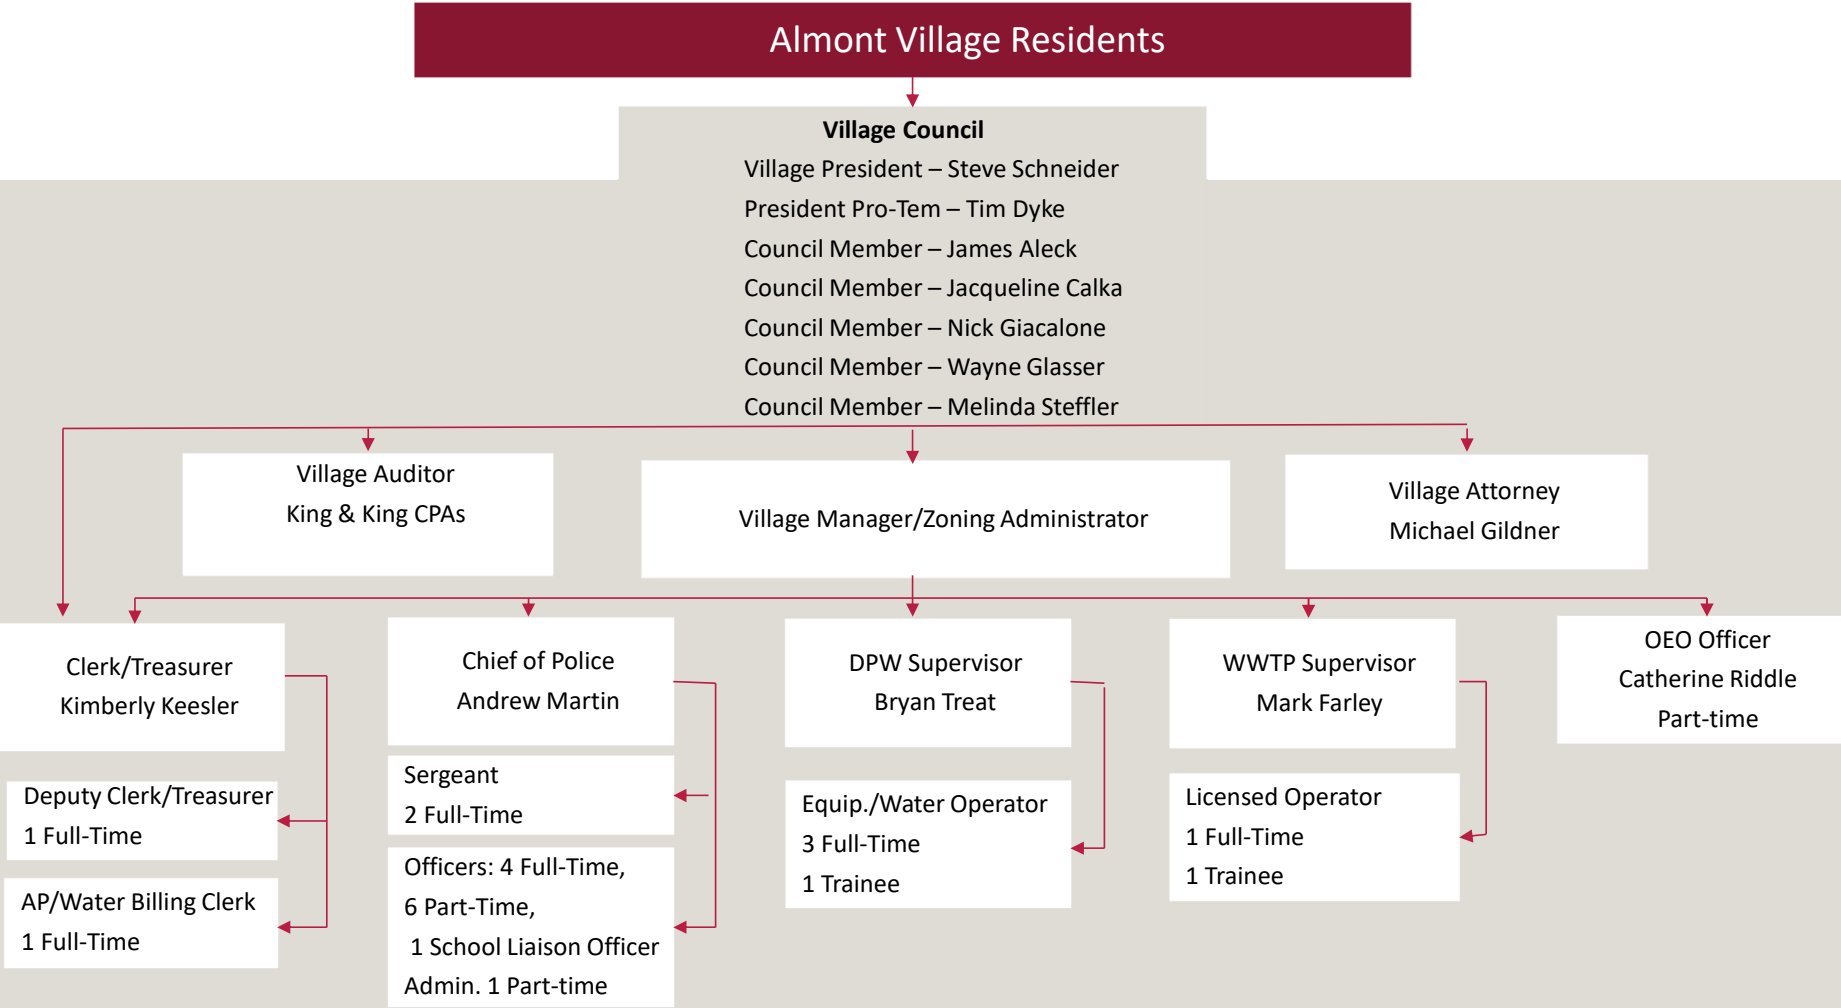 Almont Village Residents
Village Council
Village President – Steve Schneider
President Pro-Tem – Tim Dyke
Council Member – James Aleck
Council Member – Jacqueline Calka
Council Member – Nick Giacalone
Council Member – Wayne Glasser
Council Member – Melinda Steffler
Village Auditor
King & King CPAs
Village Manager/Zoning Administrator
Village Attorney
Michael Gildner
Clerk/Treasurer
Kimberly Keesler
Deputy Clerk/Treasurer
1 Full-Time
AP/Water Billing Clerk
1 Full-Time
Chief of Police
Andrew Martin
Sergeant
2 Full-Time
Officers: 4 Full-Time,
6 Part-Time,
1 School Liaison Officer
Admin. 1 Part-time
DPW Supervisor
Bryan Treat
Equip./Water Operator
3 Full-Time
1 Trainee
WWTP Supervisor
Mark Farley
Licensed Operator
1 Full-Time
1 Trainee
OEO Officer
Catherine Riddle
Part-time